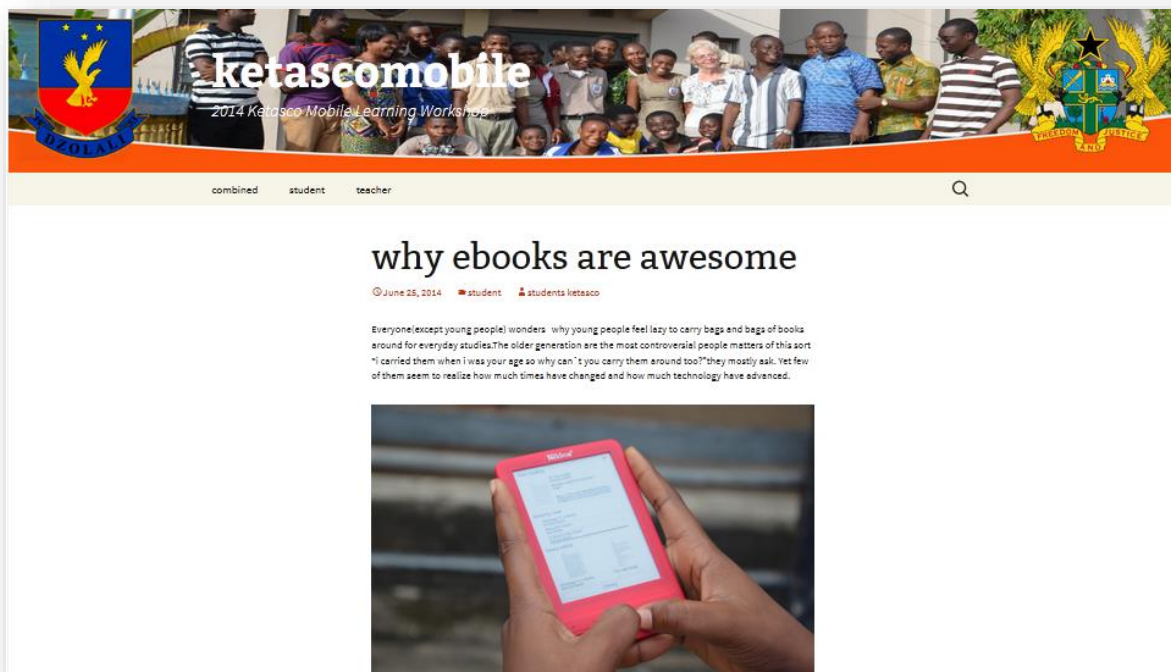 DZOLALI
ketascomobile
2014 Ketasco Mobile Learning Workshop
FREEDOM AND JUSTICE
combined student teacher
why ebooks are awesome
June 25, 2014 student students ketasco
Everyone(except young people) wonders why young people feel lazy to carry bags and bags of books
around for everyday studies.The older generation are the most controversial people matters of this sort
"i carried them when i was your age so why can`t you carry them around too?"they mostly ask. Yet few
of them seem to realize how much times have changed and how much technology have advanced.